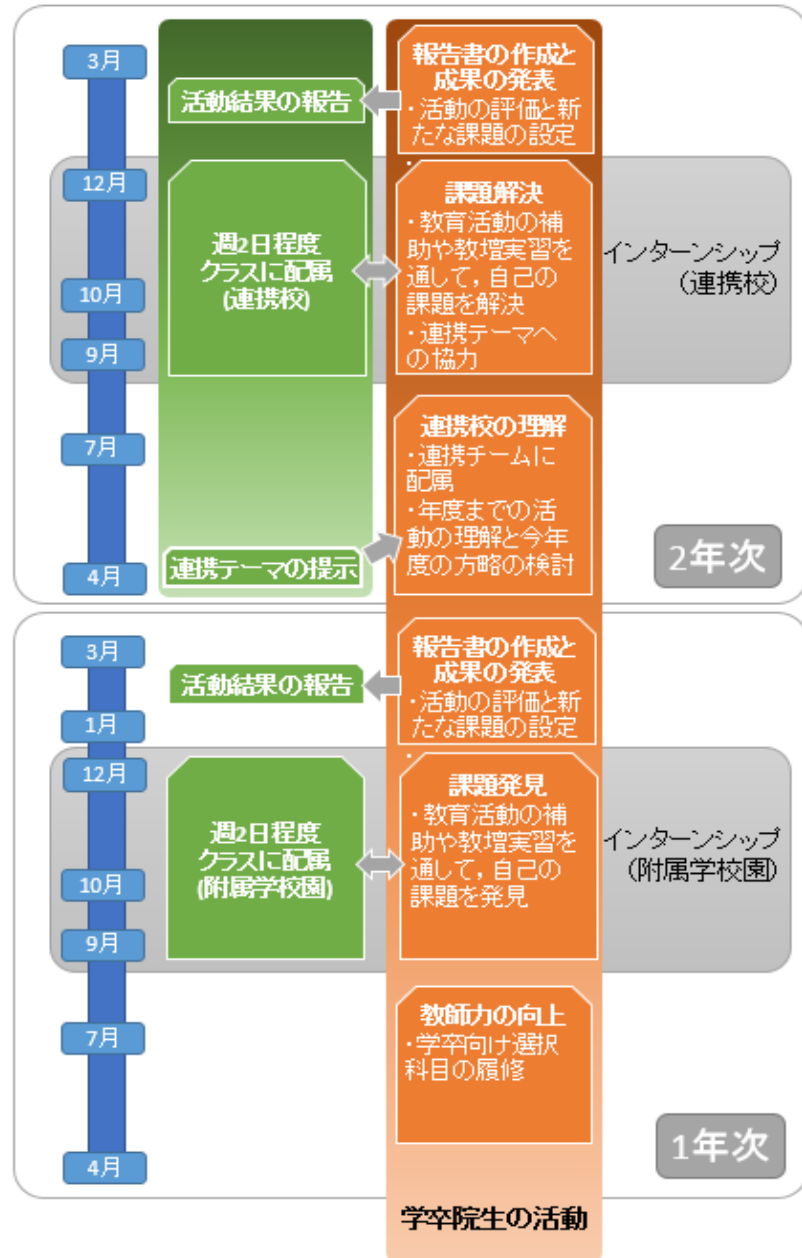 3月
12月
10月
9月
7月
4月
活動結果の報告
週2日程度
クラスに配属
(連携校)
連携テーマの提示
報告書の作成と
成果の発表
・活動の評価と新
たな課題の設定
・
課題解決
・教育活動の補
助や教壇実習を
通して，自己の
課題を解決
・連携テーマへ
の協力
連携校の理解
・連携チームに
配属
・年度までの活
動の理解と今年
度の方略の検討
インターンシップ
（連携校）
2年次
3月
1月
12月
10月
9月
7月
4月
活動結果の報告
週2日程度
クラスに配属
(附属学校園)
報告書の作成と
成果の発表
・活動の評価と新
たな課題の設定
・
課題発見
・教育活動の補
助や教壇実習を
通して，自己の
課題を発見
教師力の向上
・学卒向け選択
科目の履修
インターンシップ
（附属学校園）
1年次
学卒院生の活動